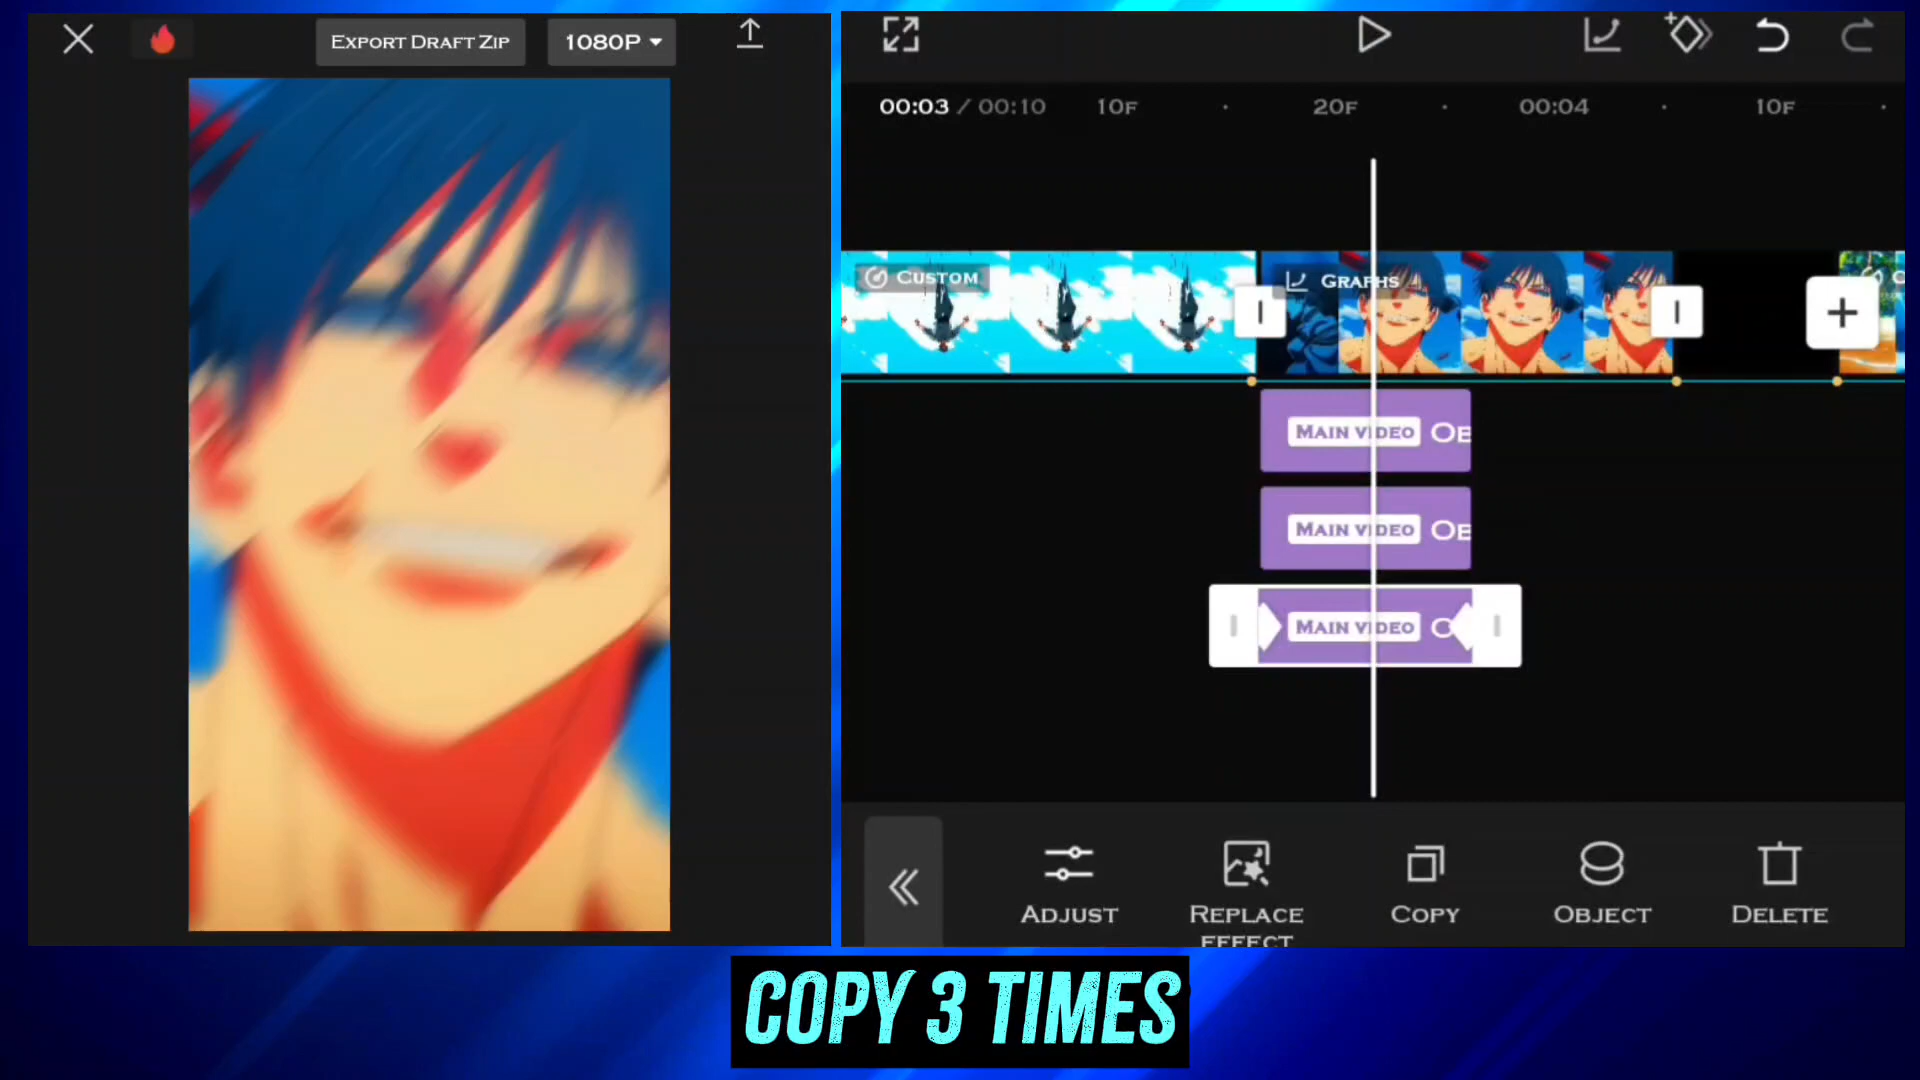 EXPORT DRAFT ZIP
1080P
00:03 / 00:10 10F 20F 00:04 10F
CUSTOM
GRAPHS
MAIN VIDEO
MAIN VIDEO
MAIN VIDEO
ADJUST
REPLACE
EFFECT
COPY
OBJECT
DELETE
COPY 3 TIMES